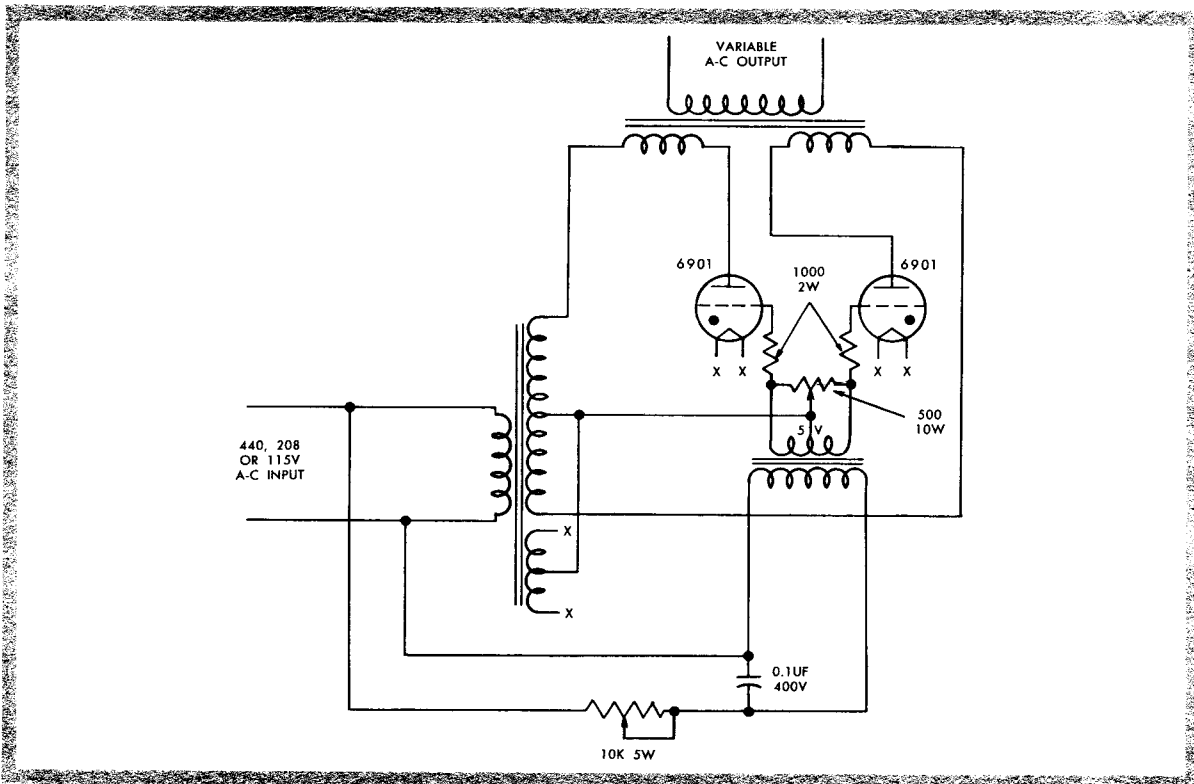 VARIABLE
A-C OUTPUT
6901
1000
2W
6901
X X
X X
500
10W
5 V
440, 208
OR 115V
A-C INPUT
X
X
0.1UF
400V
10K 5W